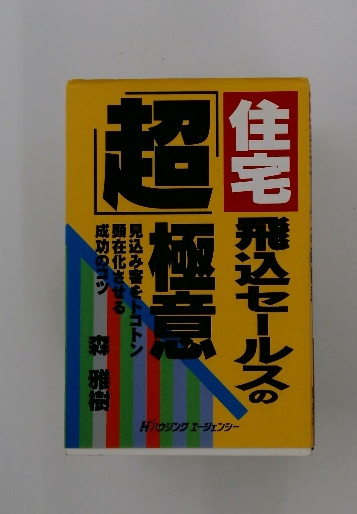 住宅
飛込セールスの
「超」極意
見込み客をトコトン
顕在化させる
成功のコツ
森 雅樹
ハウジングエージェンシー